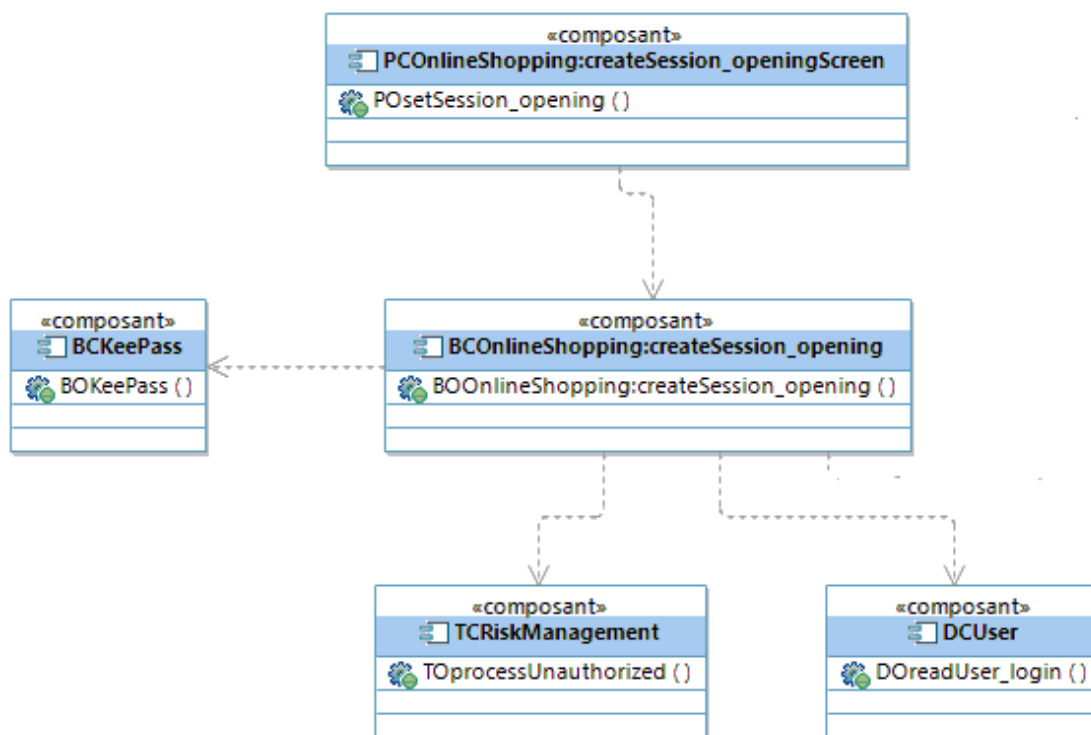 «composant»
PCOnlineShopping:createSession_openingScreen
POsetSession_opening ( )
«composant»
BCKeePass
BOKeePass ( )
«composant»
BCOnlineShopping:createSession_opening
BOOnlineShopping:createSession_opening ( )
«composant»
TCRiskManagement
TOprocessUnauthorized ( )
«composant»
DCUser
DOreadUser_login ( )